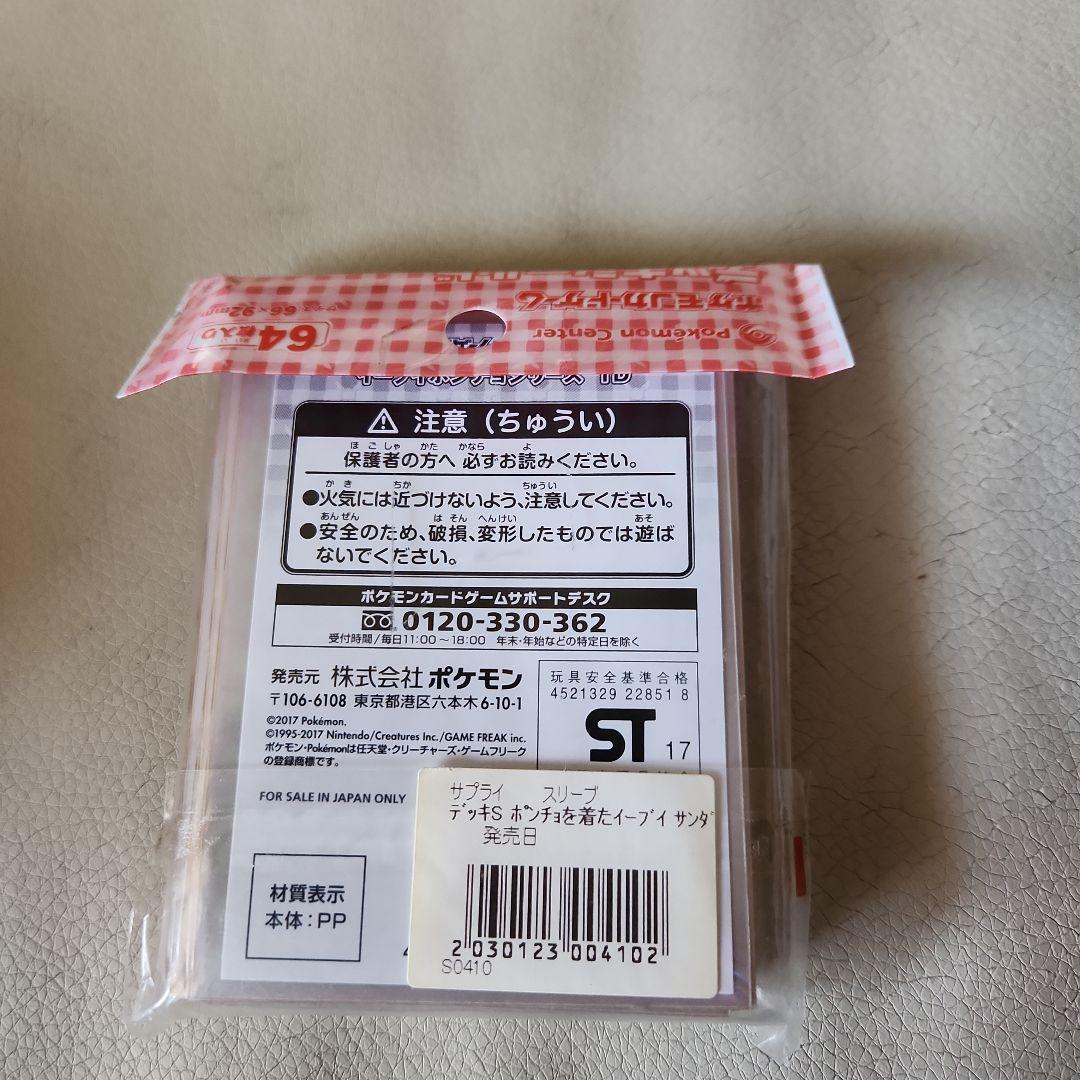 デッキシールド
ポケモンカードゲーム
Pokémon Center
64枚入り
66×92mm
イーブイポンチョシリーズ
注意（ちゅうい）
保護者の方へ 必ずお読みください。
●火気には近づけないよう、注意してください。
●安全のため、破損、変形したものでは遊ば
ないでください。
ポケモンカードゲームサポートデスク
0120-330-362
受付時間/毎日11:00～18:00 年末・年始などの特定日を除く
発売元 株式会社 ポケモン
〒106-6108 東京都港区六本木6-10-1
©2017 Pokémon.
©1995-2017 Nintendo/Creatures Inc./GAME FREAK inc.
ポケモン・Pokémonは任天堂・クリーチャーズ・ゲームフリーク
の登録商標です。
FOR SALE IN JAPAN ONLY
玩具安全基準合格
4521329 22851 8
ST 17
材質表示
本体：PP
サプライ スリーブ
デッキS ポンチョを着たイーブイ サンダ
発売日
2 030123 004102
S0410